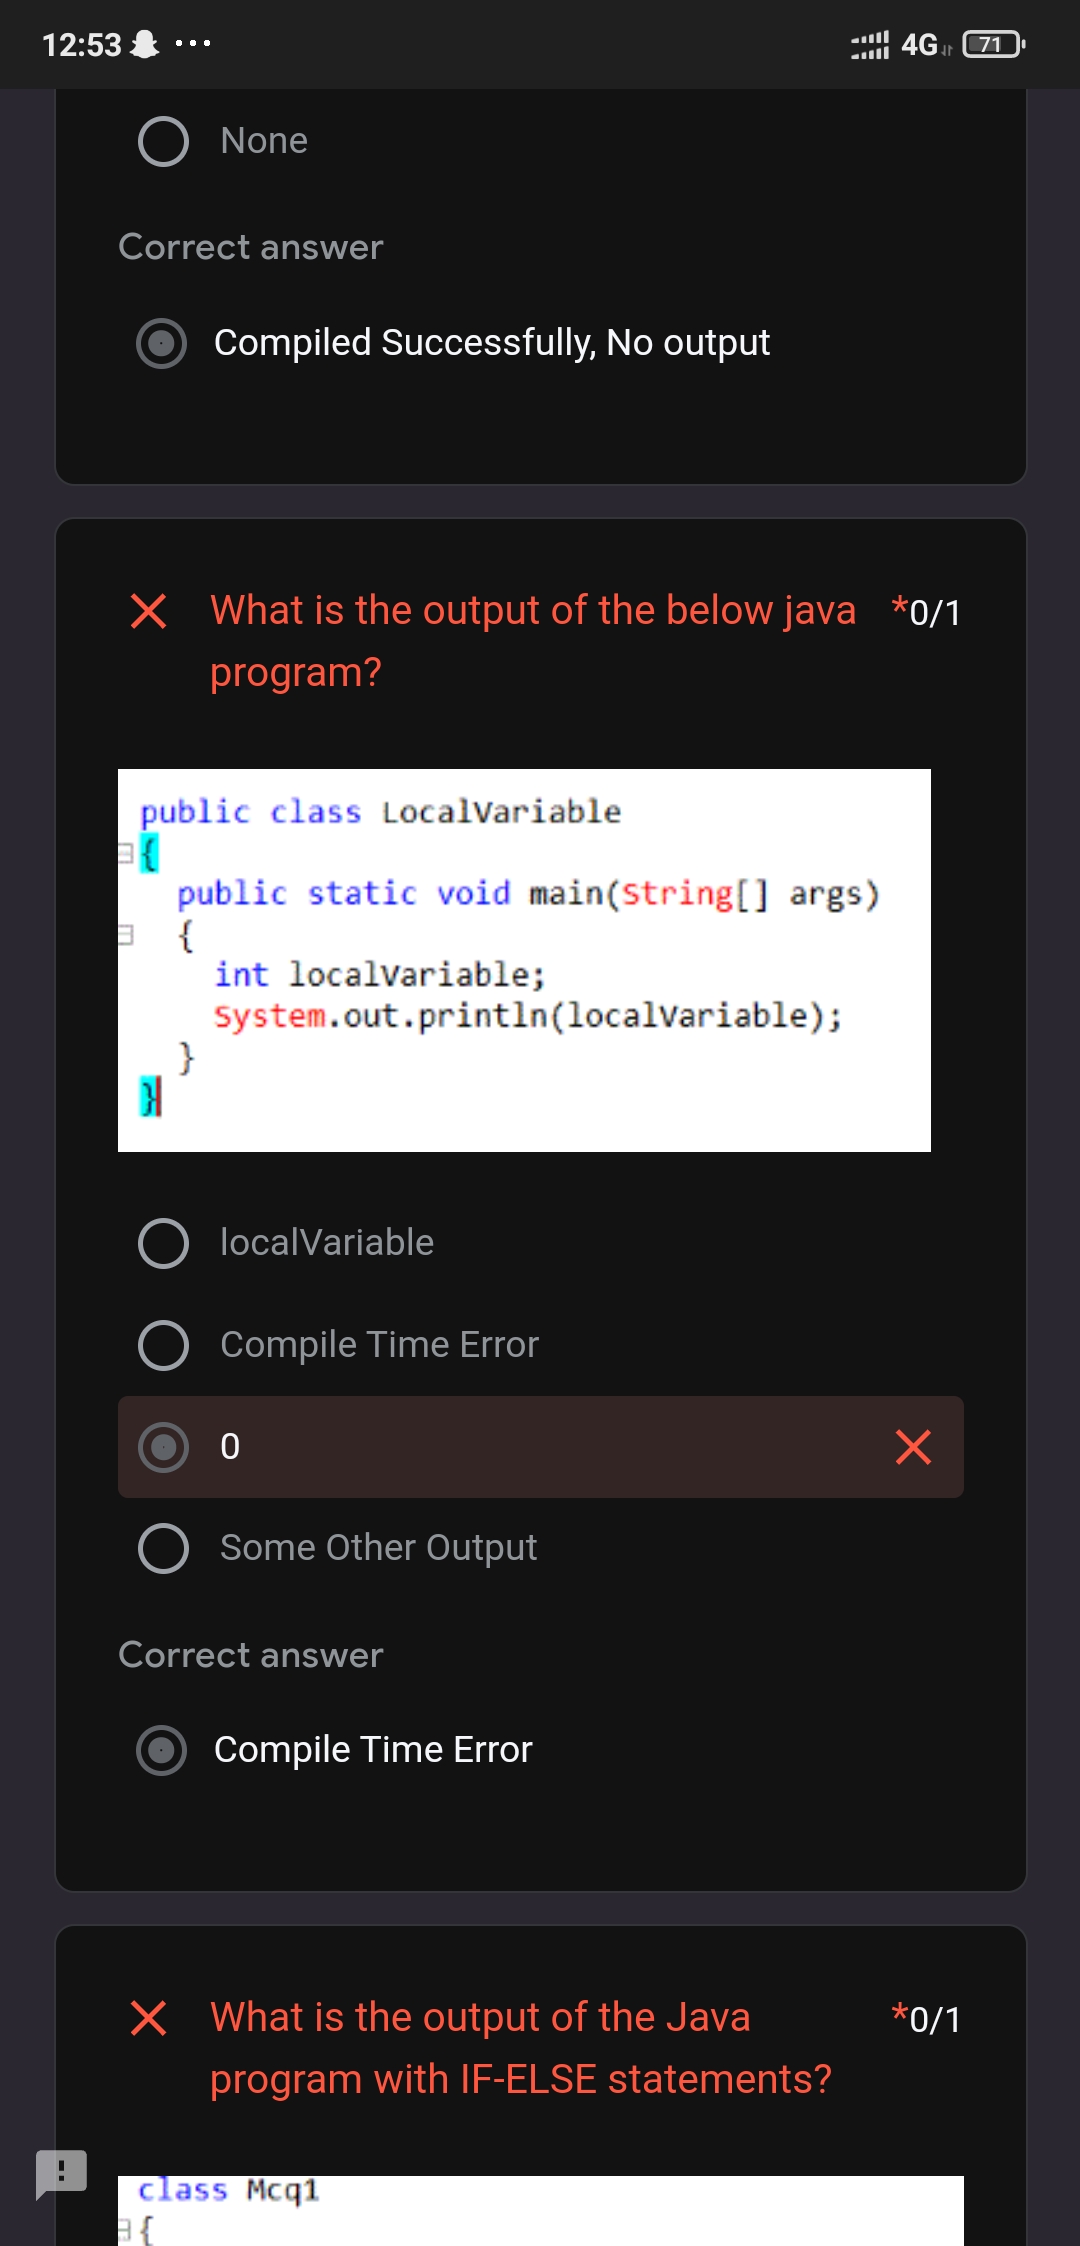 12:53 ... 4G 71
None
Correct answer
Compiled Successfully, No output
What is the output of the below java *0/1
program?
public class LocalVariable
{
public static void main(String[] args)
{
int localVariable;
System.out.println(localVariable);
}
}
localVariable
Compile Time Error
0
Some Other Output
Correct answer
Compile Time Error
What is the output of the Java *0/1
program with IF-ELSE statements?
class Mcq1
{